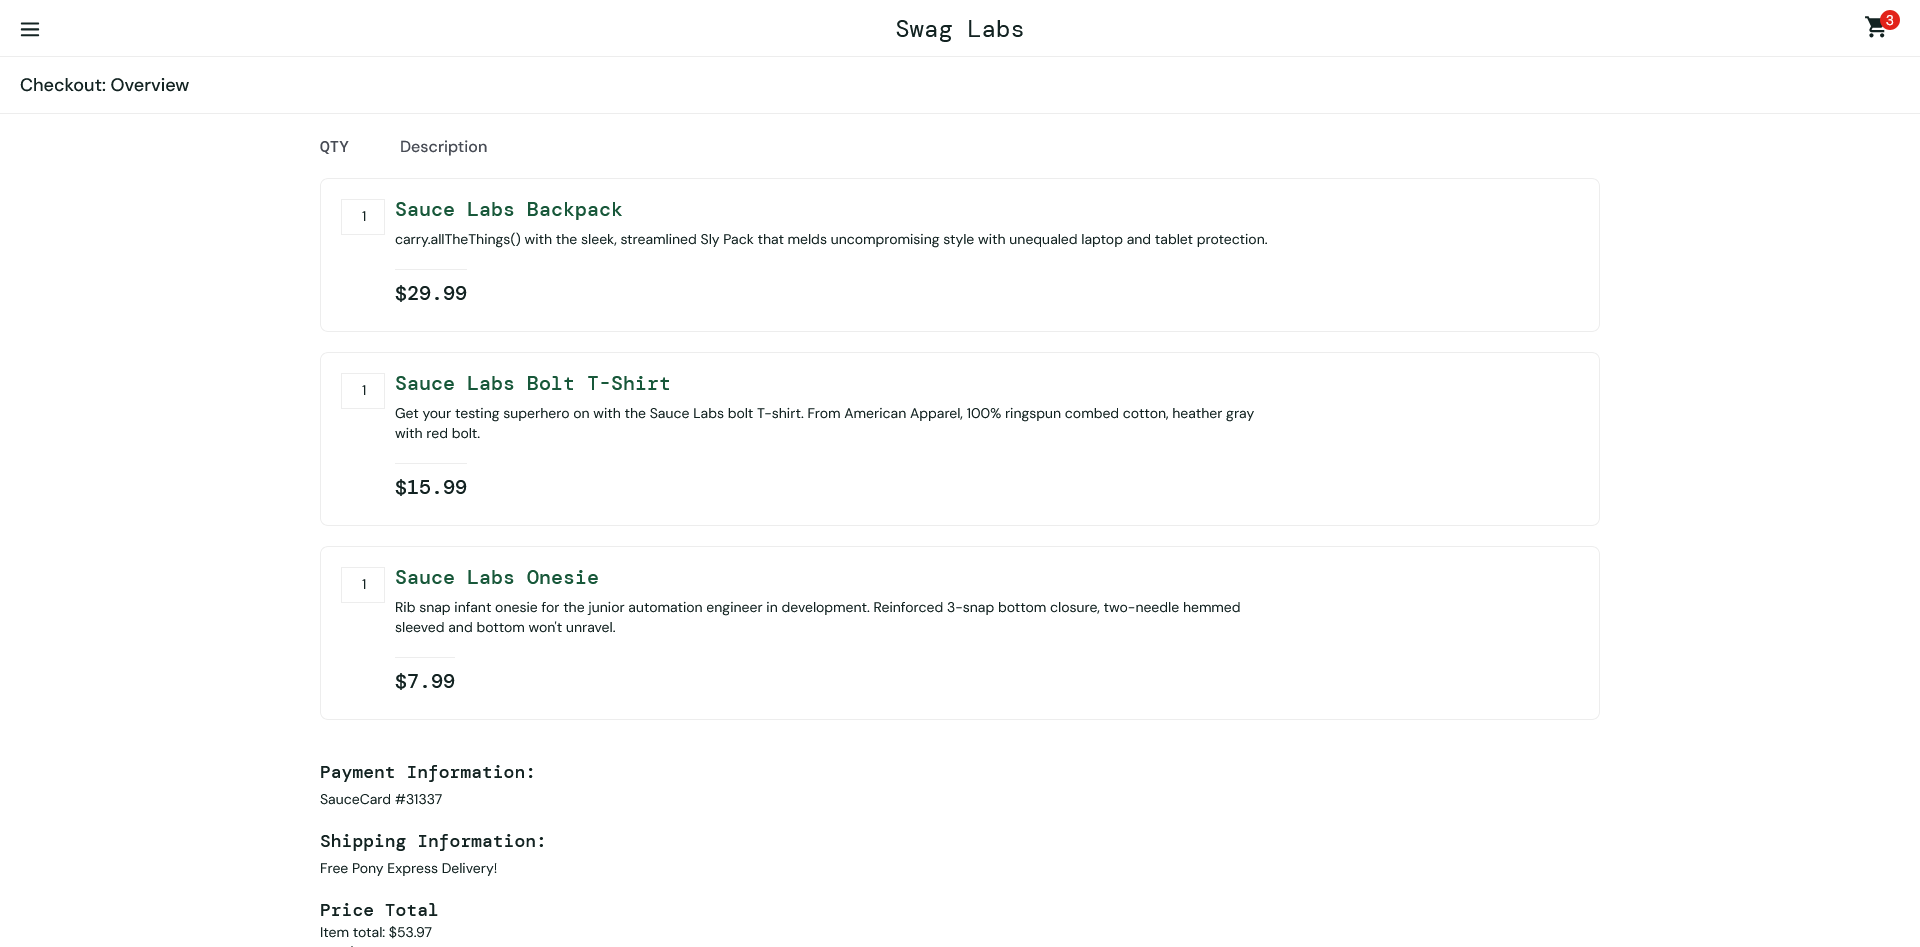 Swag Labs
3
Checkout: Overview
QTY Description
1
Sauce Labs Backpack
carry.allTheThings() with the sleek, streamlined Sly Pack that melds uncompromising style with unequaled laptop and tablet protection.
$29.99
1
Sauce Labs Bolt T-Shirt
Get your testing superhero on with the Sauce Labs bolt T-shirt. From American Apparel, 100% ringspun combed cotton, heather gray
with red bolt.
$15.99
1
Sauce Labs Onesie
Rib snap infant onesie for the junior automation engineer in development. Reinforced 3-snap bottom closure, two-needle hemmed
sleeved and bottom won't unravel.
$7.99
Payment Information:
SauceCard #31337
Shipping Information:
Free Pony Express Delivery!
Price Total
Item total: $53.97